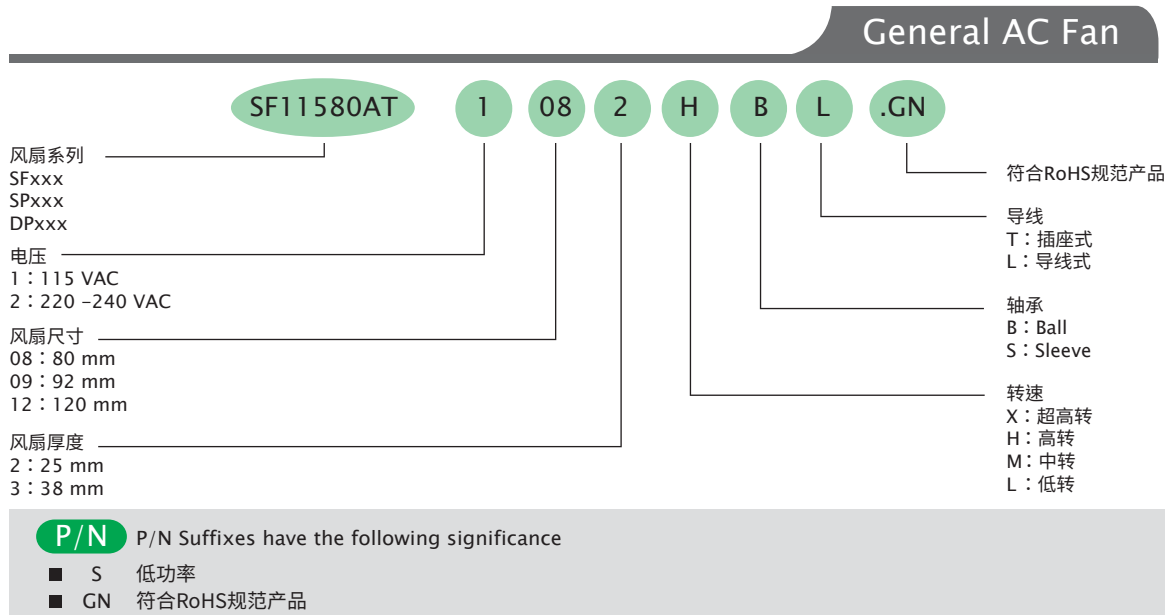 General AC Fan
SF11580AT 1 08 2 H B L .GN
风扇系列
SFxxx
SPxxx
DPxxx
电压
1：115 VAC
2：220 -240 VAC
风扇尺寸
08：80 mm
09：92 mm
12：120 mm
风扇厚度
2：25 mm
3：38 mm
符合RoHS规范产品
导线
T：插座式
L：导线式
轴承
B：Ball
S：Sleeve
转速
X：超高转
H：高转
M：中转
L：低转
P/N P/N Suffixes have the following significance
■ S 低功率
■ GN 符合RoHS规范产品